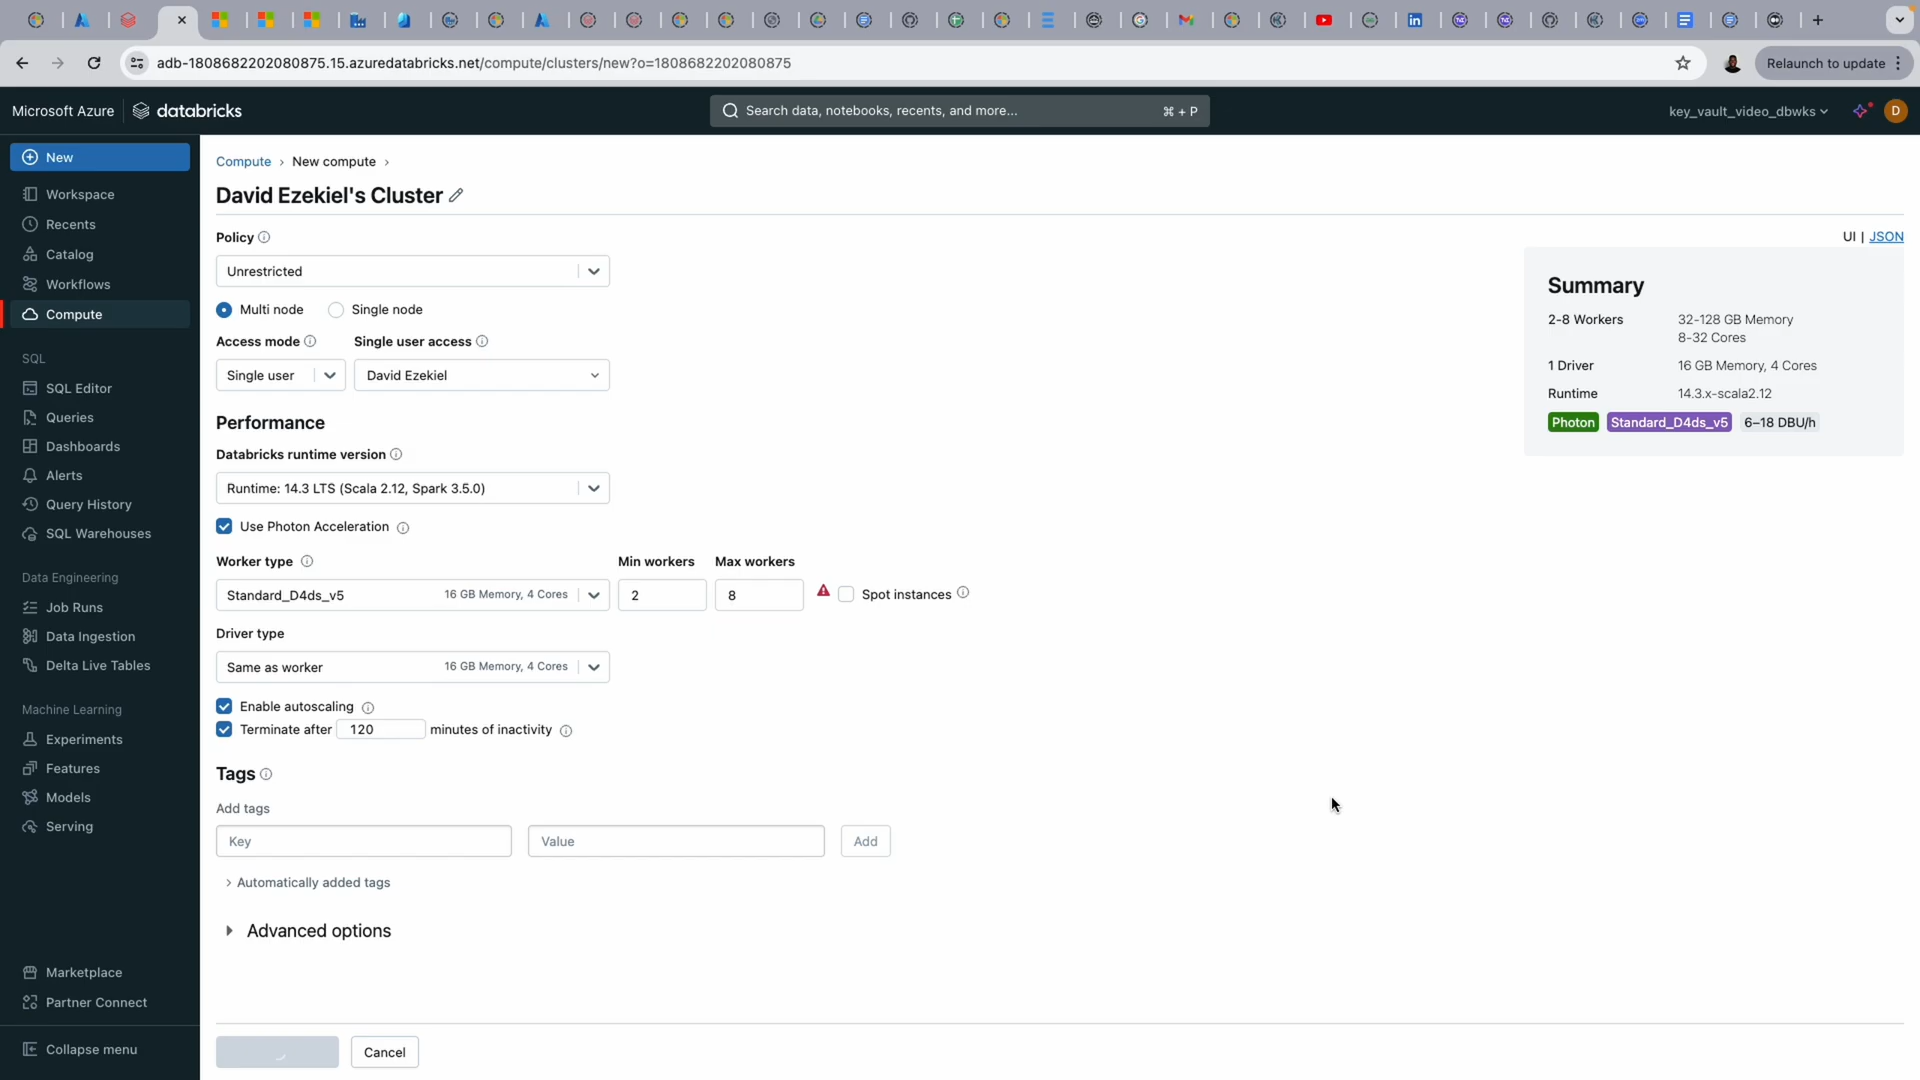 adb-1808682202080875.15.azuredatabricks.net/compute/clusters/new?o=1808682202080875
Relaunch to update
Microsoft Azure
databricks
Search data, notebooks, recents, and more...
⌘ + P
key_vault_video_dbwks
D
New
Workspace
Recents
Catalog
Workflows
Compute
SQL
SQL Editor
Queries
Dashboards
Alerts
Query History
SQL Warehouses
Data Engineering
Job Runs
Data Ingestion
Delta Live Tables
Machine Learning
Experiments
Features
Models
Serving
Marketplace
Partner Connect
Collapse menu
Compute › New compute ›
David Ezekiel's Cluster
Policy
Unrestricted
Multi node
Single node
Access mode
Single user access
Single user
David Ezekiel
Performance
Databricks runtime version
Runtime: 14.3 LTS (Scala 2.12, Spark 3.5.0)
Use Photon Acceleration
Worker type
Min workers
Max workers
Standard_D4ds_v5
16 GB Memory, 4 Cores
2
8
Spot instances
Driver type
Same as worker
16 GB Memory, 4 Cores
Enable autoscaling
Terminate after 120 minutes of inactivity
Tags
Add tags
Key
Value
Add
Automatically added tags
Advanced options
Cancel
UI | JSON
Summary
2-8 Workers
32-128 GB Memory
8-32 Cores
1 Driver
16 GB Memory, 4 Cores
Runtime
14.3.x-scala2.12
Photon
Standard_D4ds_v5
6–18 DBU/h